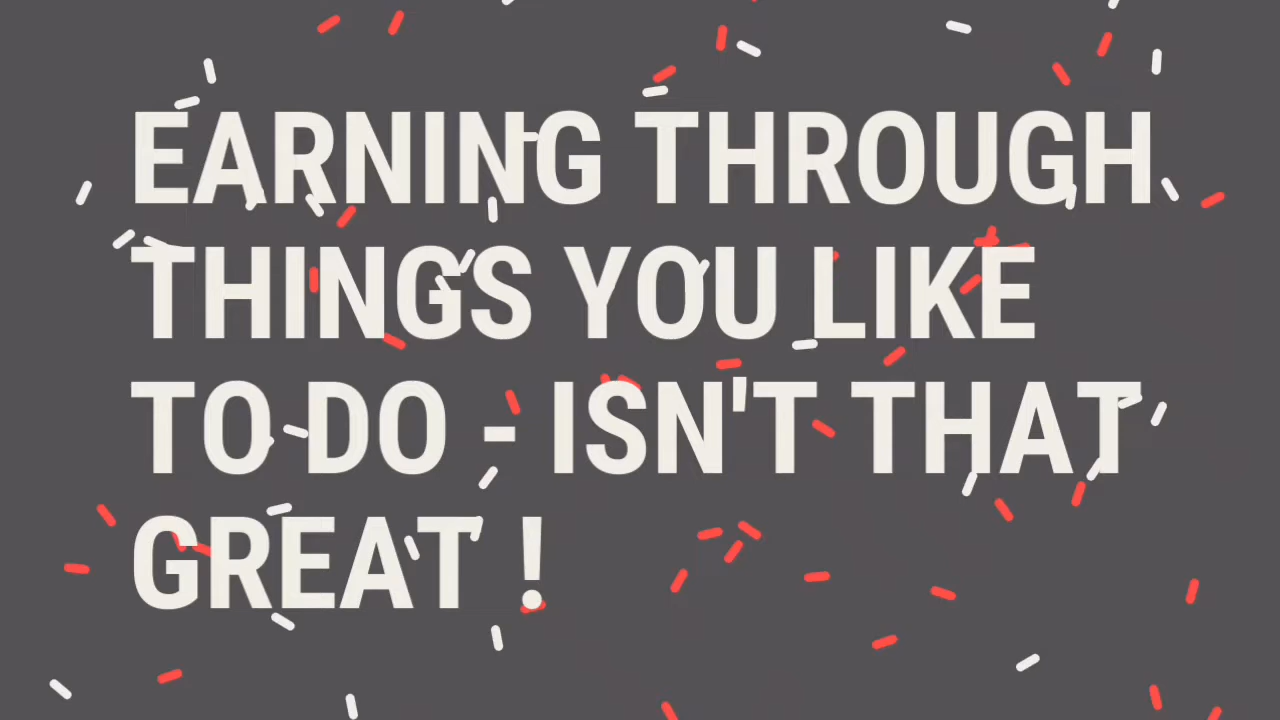 EARNING THROUGH
THINGS YOU LIKE
TO DO - ISN'T THAT
GREAT !